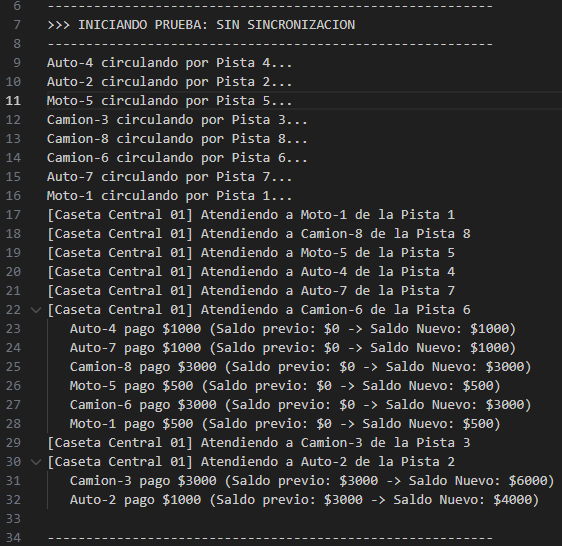 6 ----------------------------------------------------------
7 >>> INICIANDO PRUEBA: SIN SINCRONIZACION
8 ----------------------------------------------------------
9 Auto-4 circulando por Pista 4...
10 Auto-2 circulando por Pista 2...
11 Moto-5 circulando por Pista 5...
12 Camion-3 circulando por Pista 3...
13 Camion-8 circulando por Pista 8...
14 Camion-6 circulando por Pista 6...
15 Auto-7 circulando por Pista 7...
16 Moto-1 circulando por Pista 1...
17 [Caseta Central 01] Atendiendo a Moto-1 de la Pista 1
18 [Caseta Central 01] Atendiendo a Camion-8 de la Pista 8
19 [Caseta Central 01] Atendiendo a Moto-5 de la Pista 5
20 [Caseta Central 01] Atendiendo a Auto-4 de la Pista 4
21 [Caseta Central 01] Atendiendo a Auto-7 de la Pista 7
22 [Caseta Central 01] Atendiendo a Camion-6 de la Pista 6
23 Auto-4 pago $1000 (Saldo previo: $0 -> Saldo Nuevo: $1000)
24 Auto-7 pago $1000 (Saldo previo: $0 -> Saldo Nuevo: $1000)
25 Camion-8 pago $3000 (Saldo previo: $0 -> Saldo Nuevo: $3000)
26 Moto-5 pago $500 (Saldo previo: $0 -> Saldo Nuevo: $500)
27 Camion-6 pago $3000 (Saldo previo: $0 -> Saldo Nuevo: $3000)
28 Moto-1 pago $500 (Saldo previo: $0 -> Saldo Nuevo: $500)
29 [Caseta Central 01] Atendiendo a Camion-3 de la Pista 3
30 [Caseta Central 01] Atendiendo a Auto-2 de la Pista 2
31 Camion-3 pago $3000 (Saldo previo: $3000 -> Saldo Nuevo: $6000)
32 Auto-2 pago $1000 (Saldo previo: $3000 -> Saldo Nuevo: $4000)
33
34 ----------------------------------------------------------